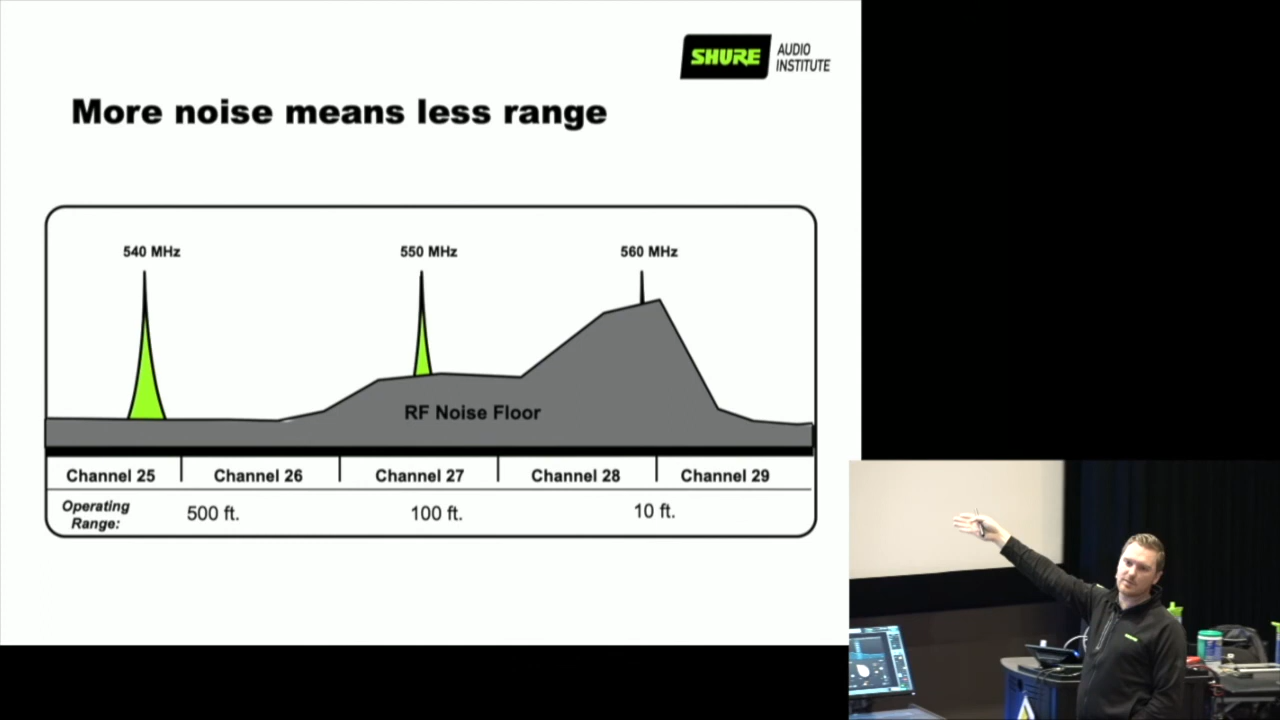 SHURE AUDIO
INSTITUTE
More noise means less range
540 MHz 550 MHz 560 MHz
RF Noise Floor
Channel 25 Channel 26 Channel 27 Channel 28 Channel 29
Operating
Range: 500 ft. 100 ft. 10 ft.